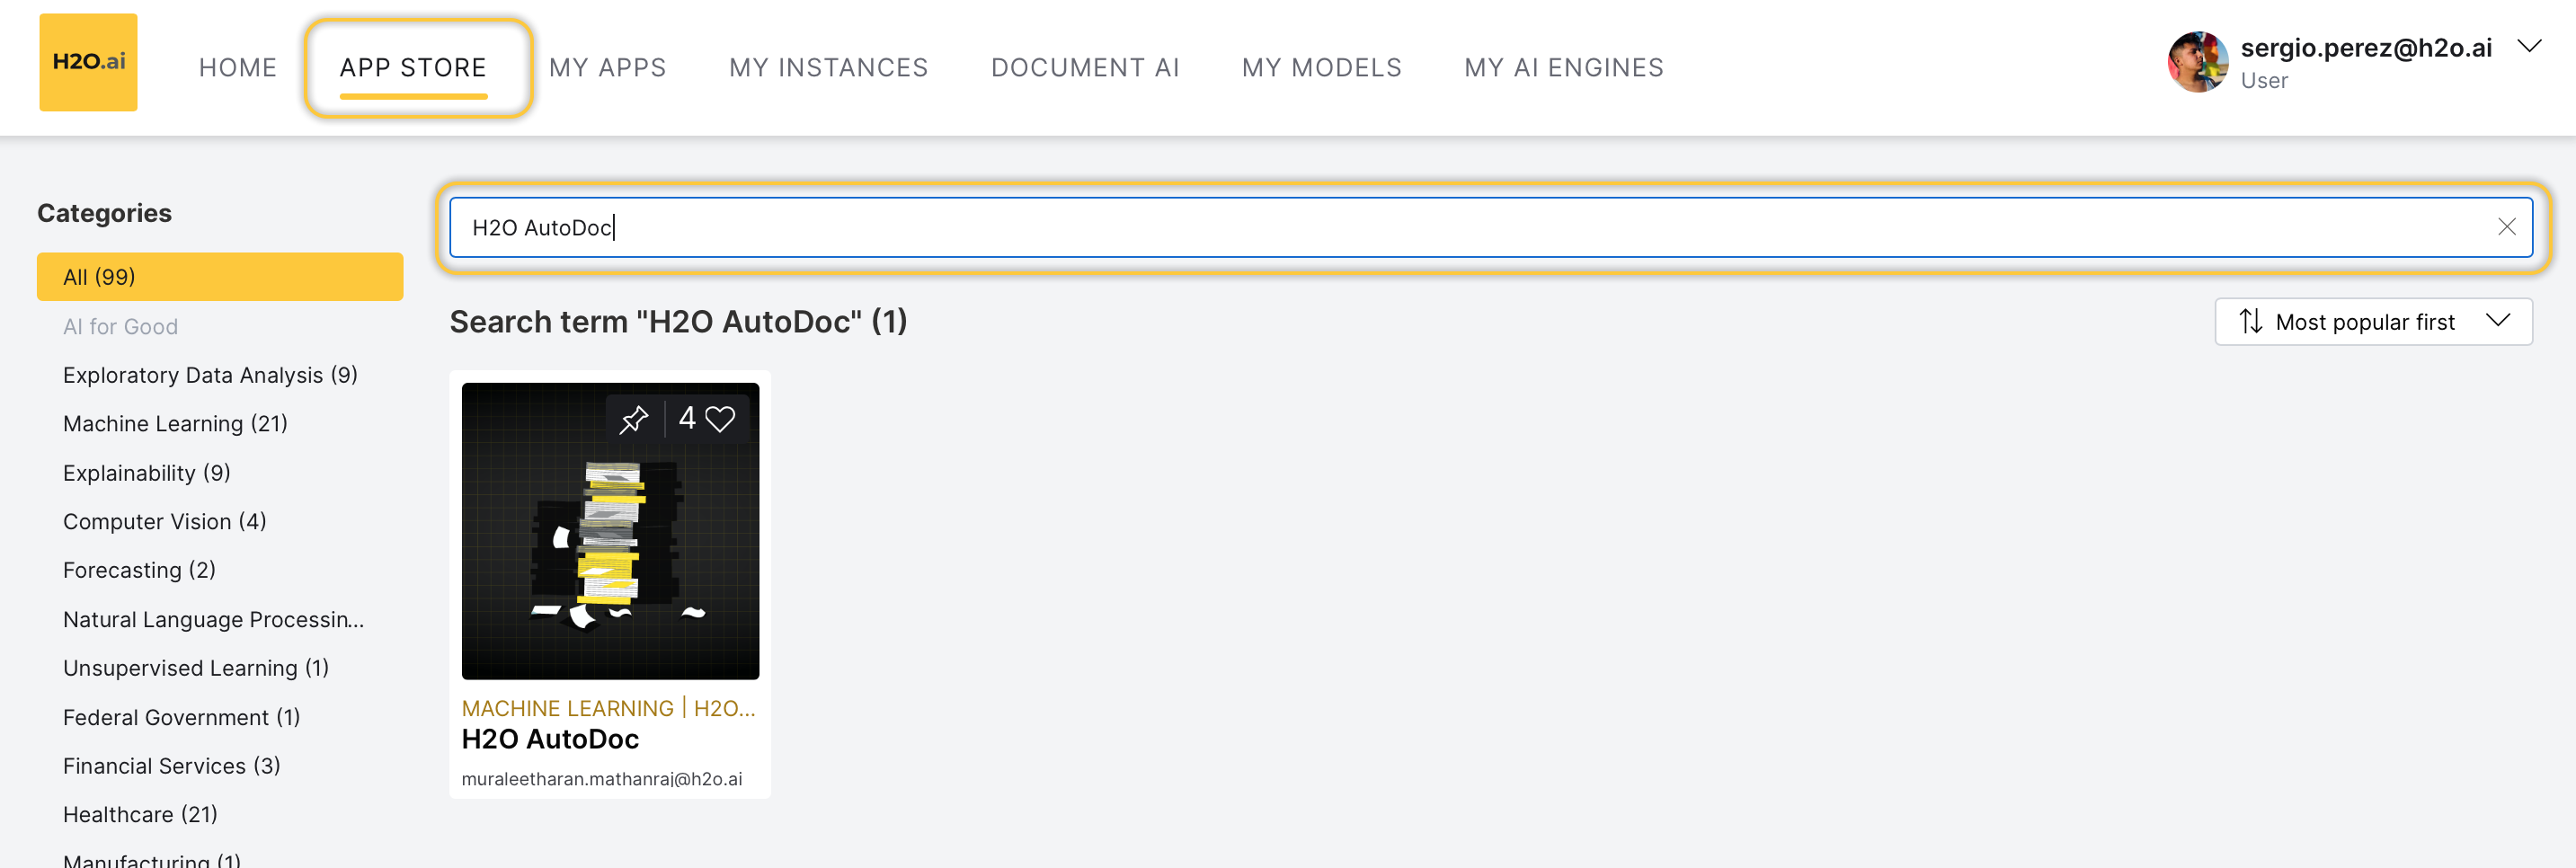 H2O.ai
HOME
APP STORE
MY APPS
MY INSTANCES
DOCUMENT AI
MY MODELS
MY AI ENGINES
sergio.perez@h2o.ai
User
Categories
All (99)
AI for Good
Exploratory Data Analysis (9)
Machine Learning (21)
Explainability (9)
Computer Vision (4)
Forecasting (2)
Natural Language Processin...
Unsupervised Learning (1)
Federal Government (1)
Financial Services (3)
Healthcare (21)
Manufacturing (1)
H2O AutoDoc
Search term "H2O AutoDoc" (1)
Most popular first
4
MACHINE LEARNING | H2O...
H2O AutoDoc
muraleetharan.mathanraj@h2o.ai